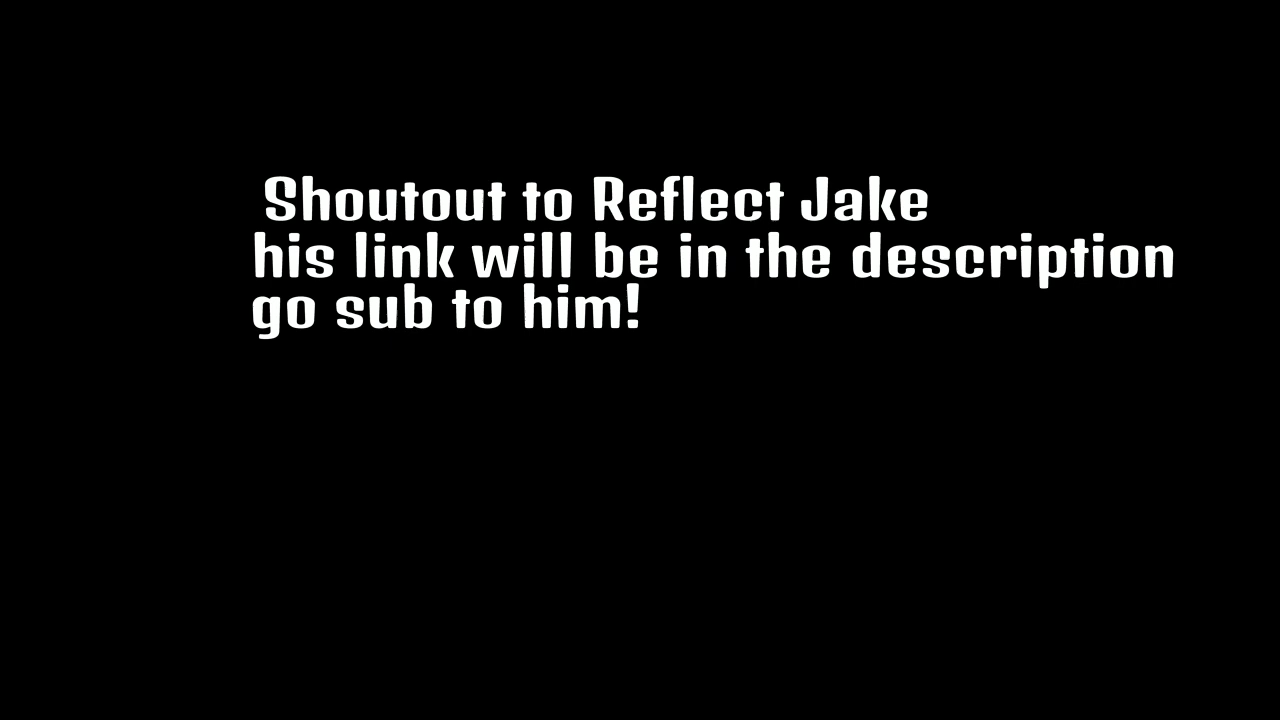 Shoutout to Reflect Jake
his link will be in the description
go sub to him!